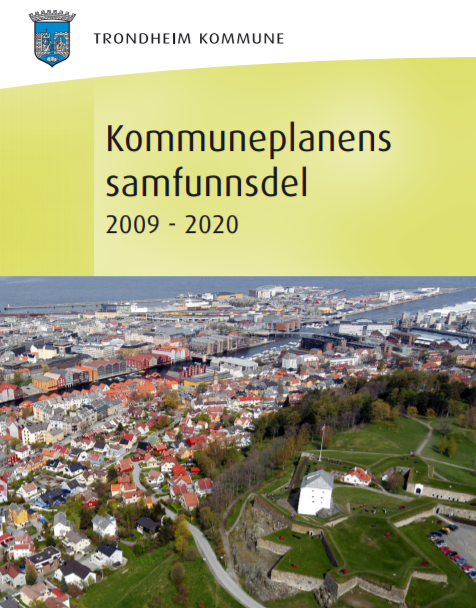 TRONDHEIM KOMMUNE
Kommuneplanens
samfunnsdel
2009 - 2020